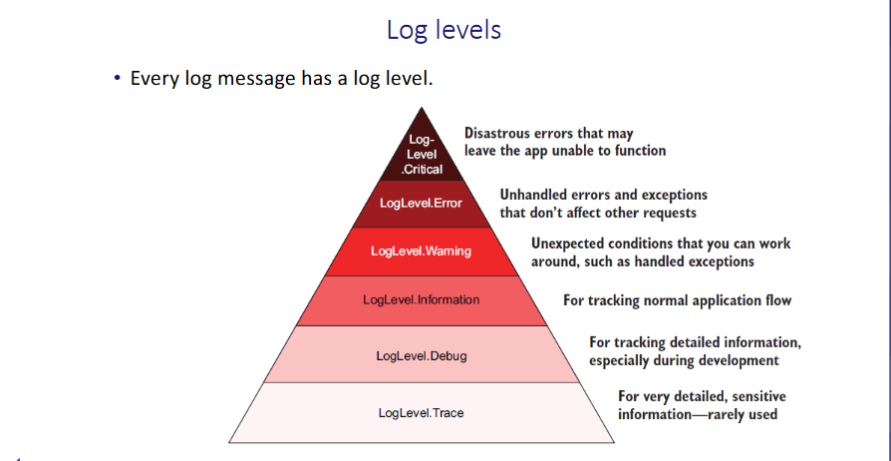 Log levels
• Every log message has a log level.
Log-
Level
.Critical
Disastrous errors that may
leave the app unable to function
LogLevel.Error
Unhandled errors and exceptions
that don't affect other requests
LogLevel.Warning
Unexpected conditions that you can work
around, such as handled exceptions
LogLevel.Information
For tracking normal application flow
LogLevel.Debug
For tracking detailed information,
especially during development
LogLevel.Trace
For very detailed, sensitive
information—rarely used